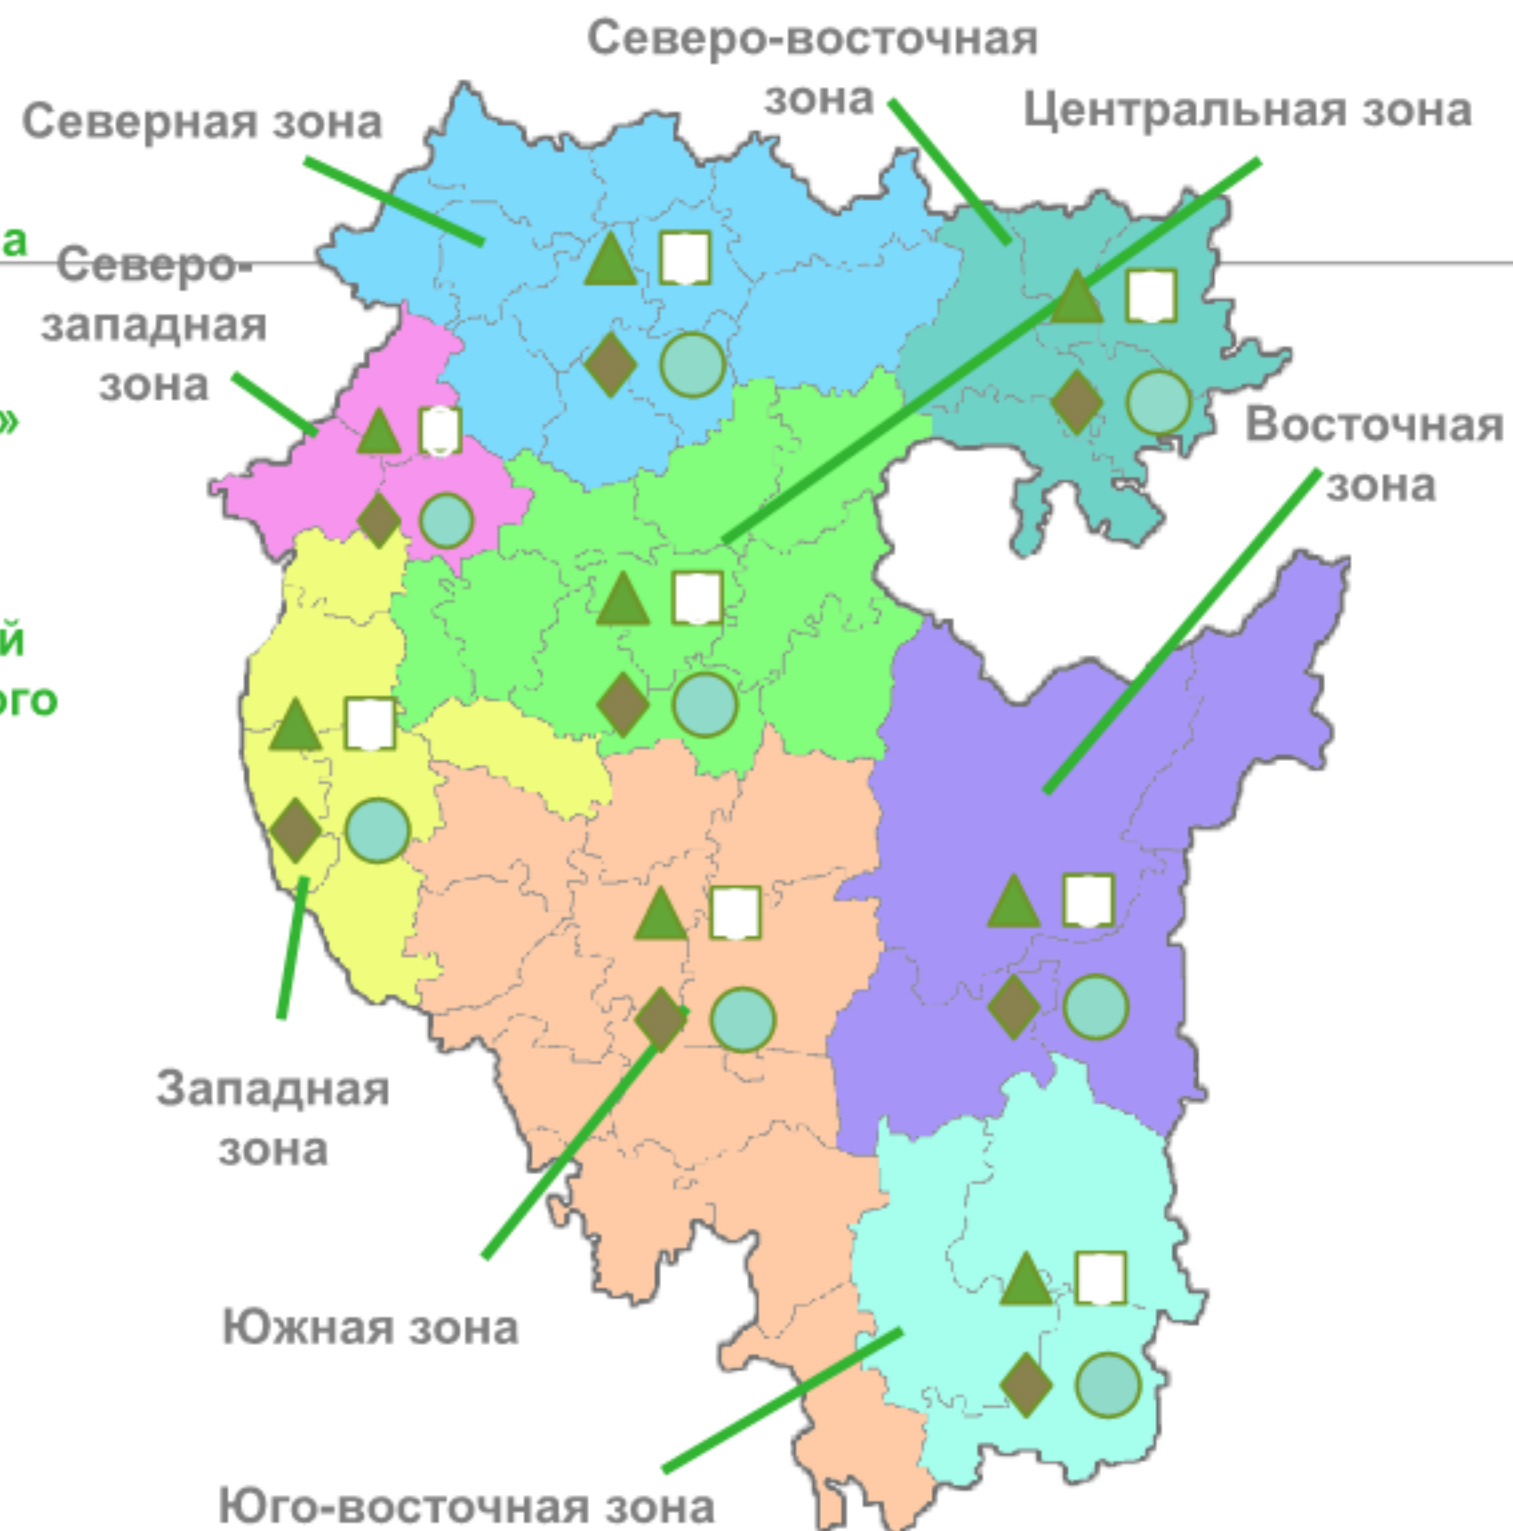 Северо-восточная
зона
Северная зона
Центральная зона
а
Северо-
западная
зона
»
Восточная
зона
й
ого
Западная
зона
Южная зона
Юго-восточная зона